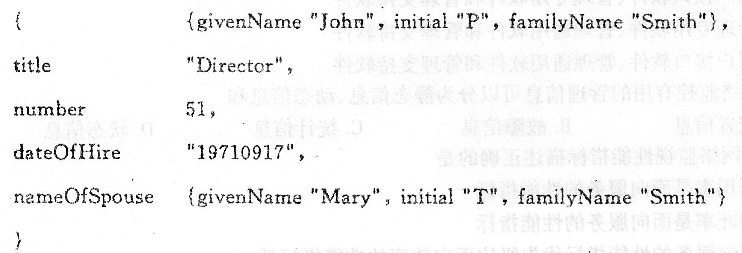 { {givenName "John", initial "P", familyName "Smith"},
title "Director",
number 51,
dateOfHire "19710917",
nameOfSpouse {givenName "Mary", initial "T", familyName "Smith"}
}